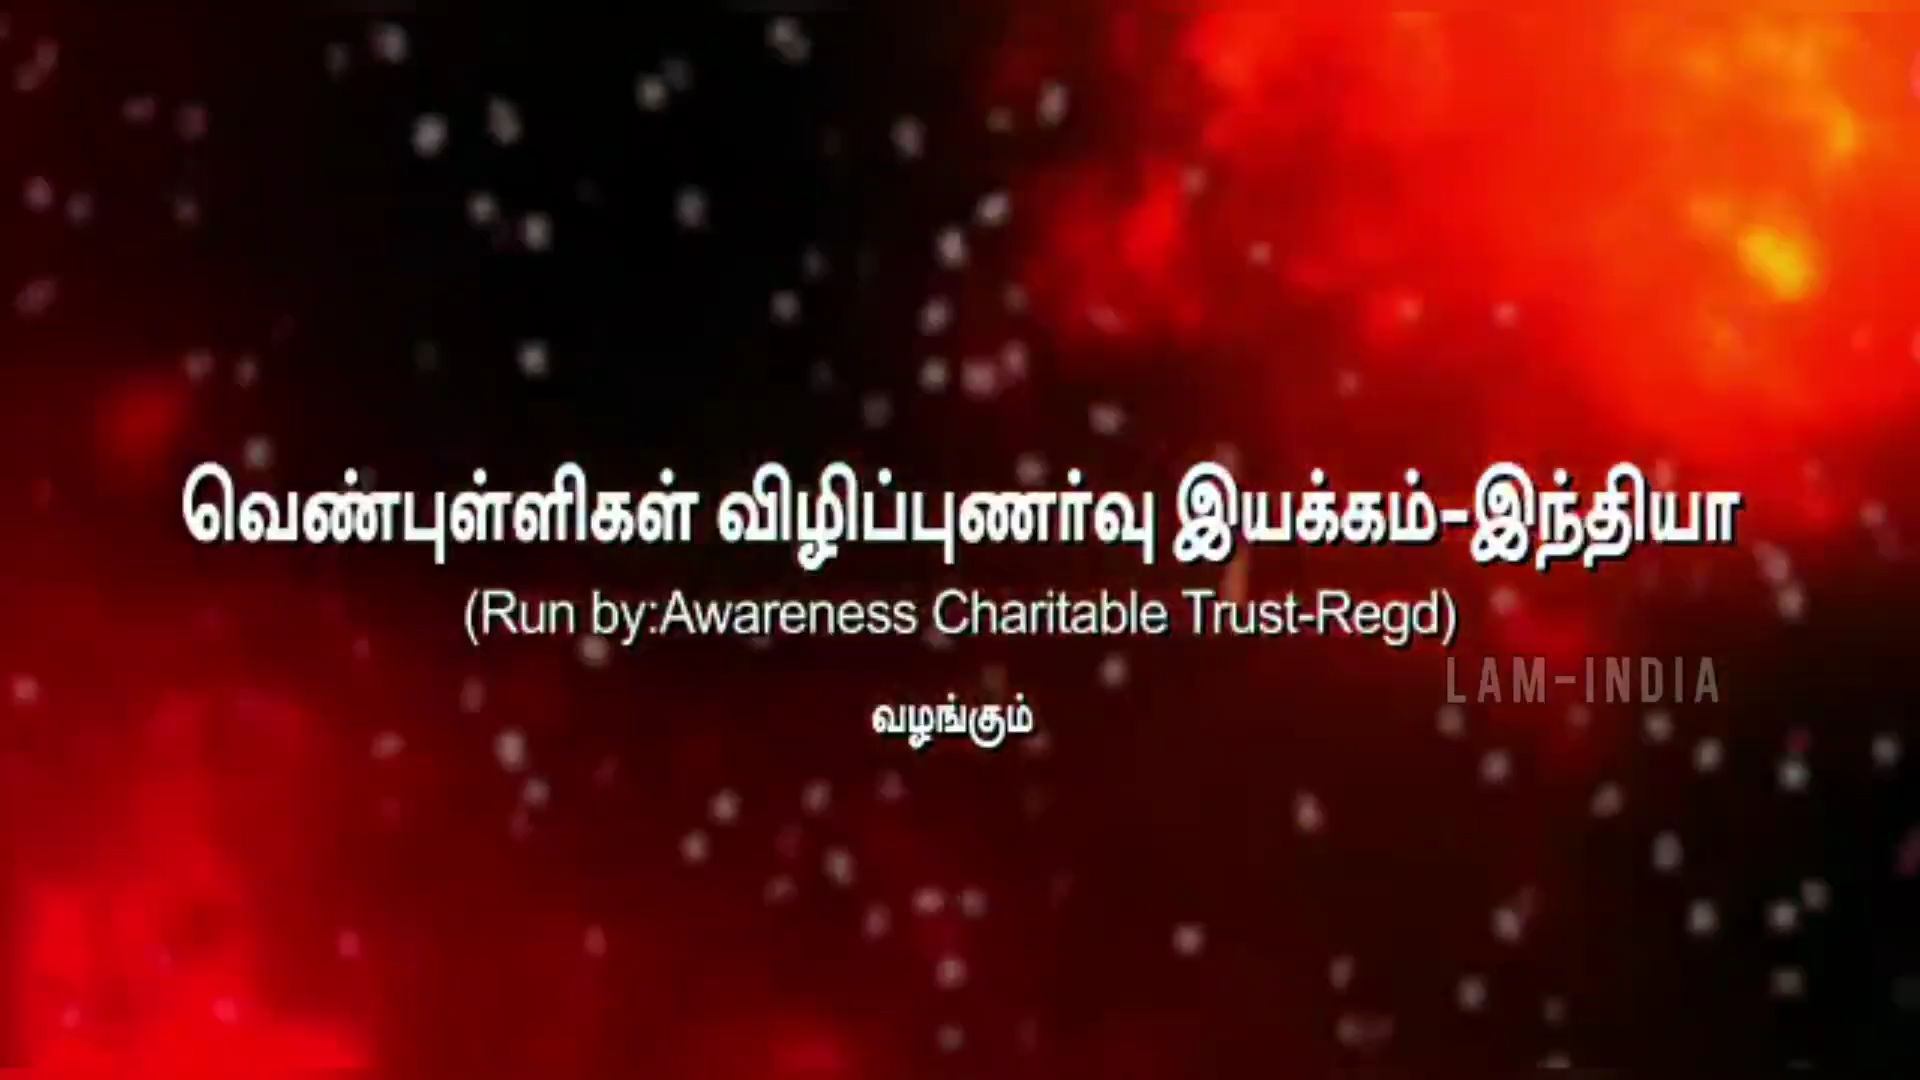 வெண்புள்ளிகள் விழிப்புணர்வு இயக்கம்-இந்தியா
(Run by:Awareness Charitable Trust-Regd)
LAM-INDIA
வழங்கும்